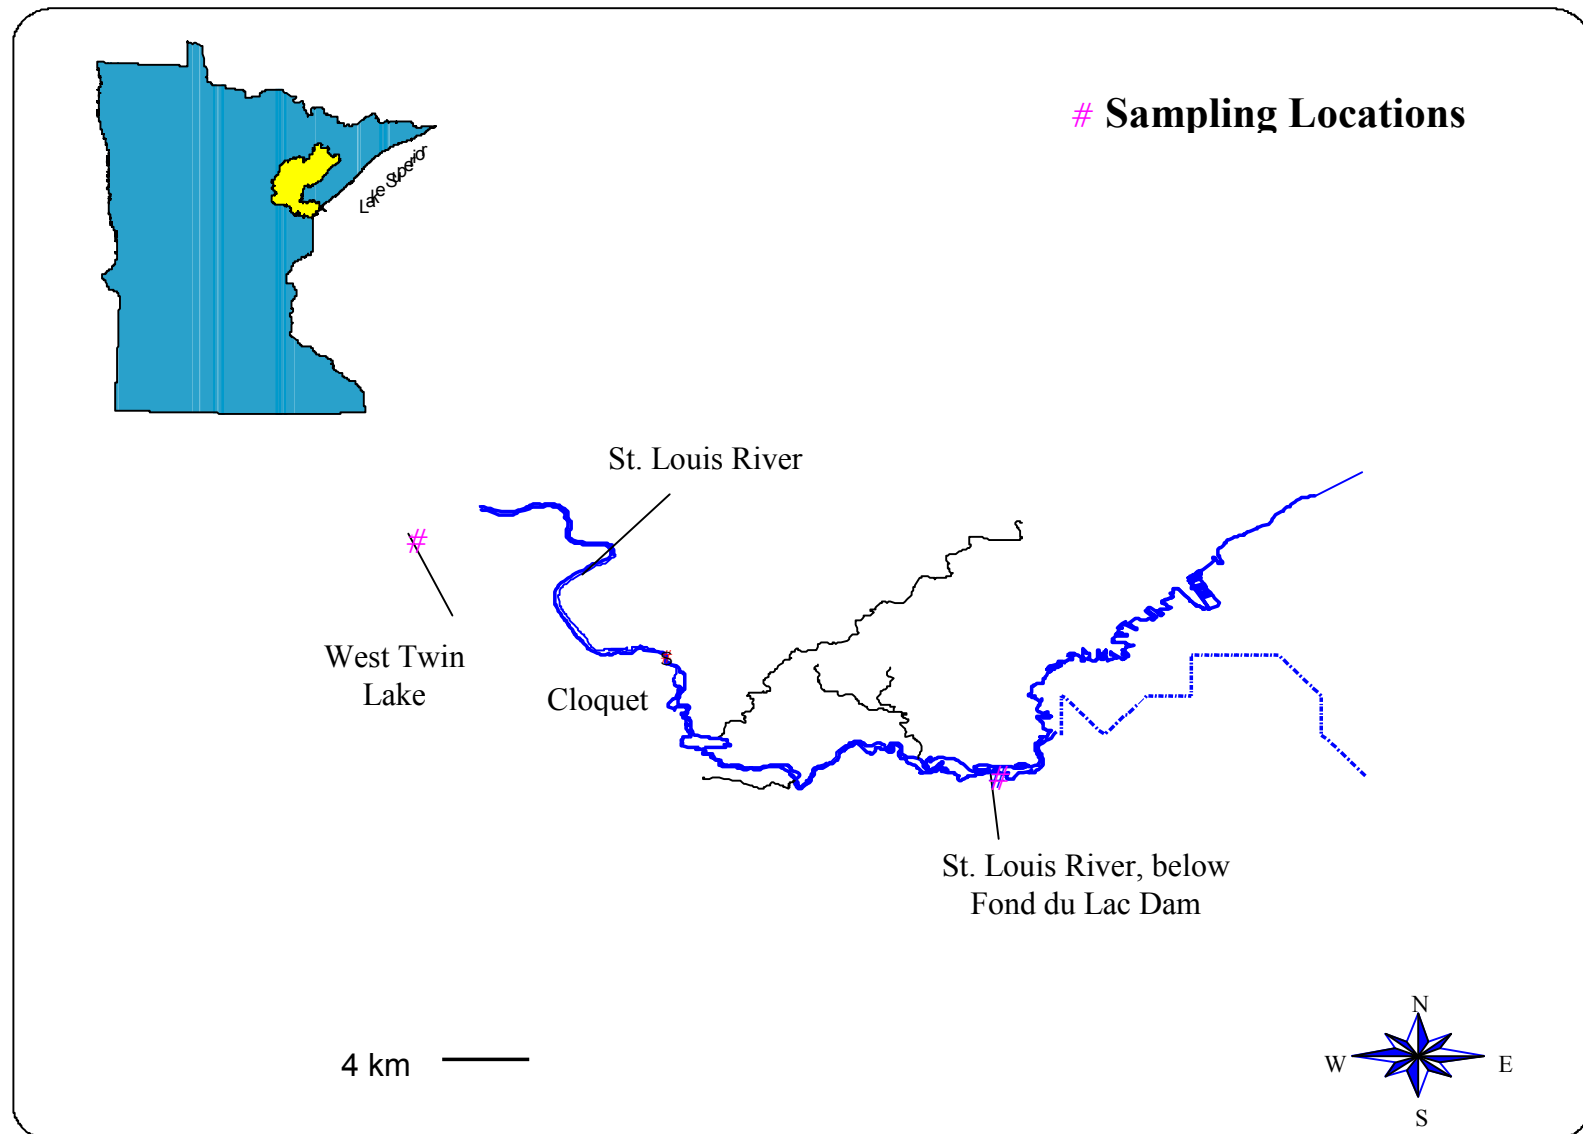 # Sampling Locations
Lake Superior
St. Louis River
#
West Twin
Lake
Cloquet
#
St. Louis River, below
Fond du Lac Dam
4 km
N
W
E
S